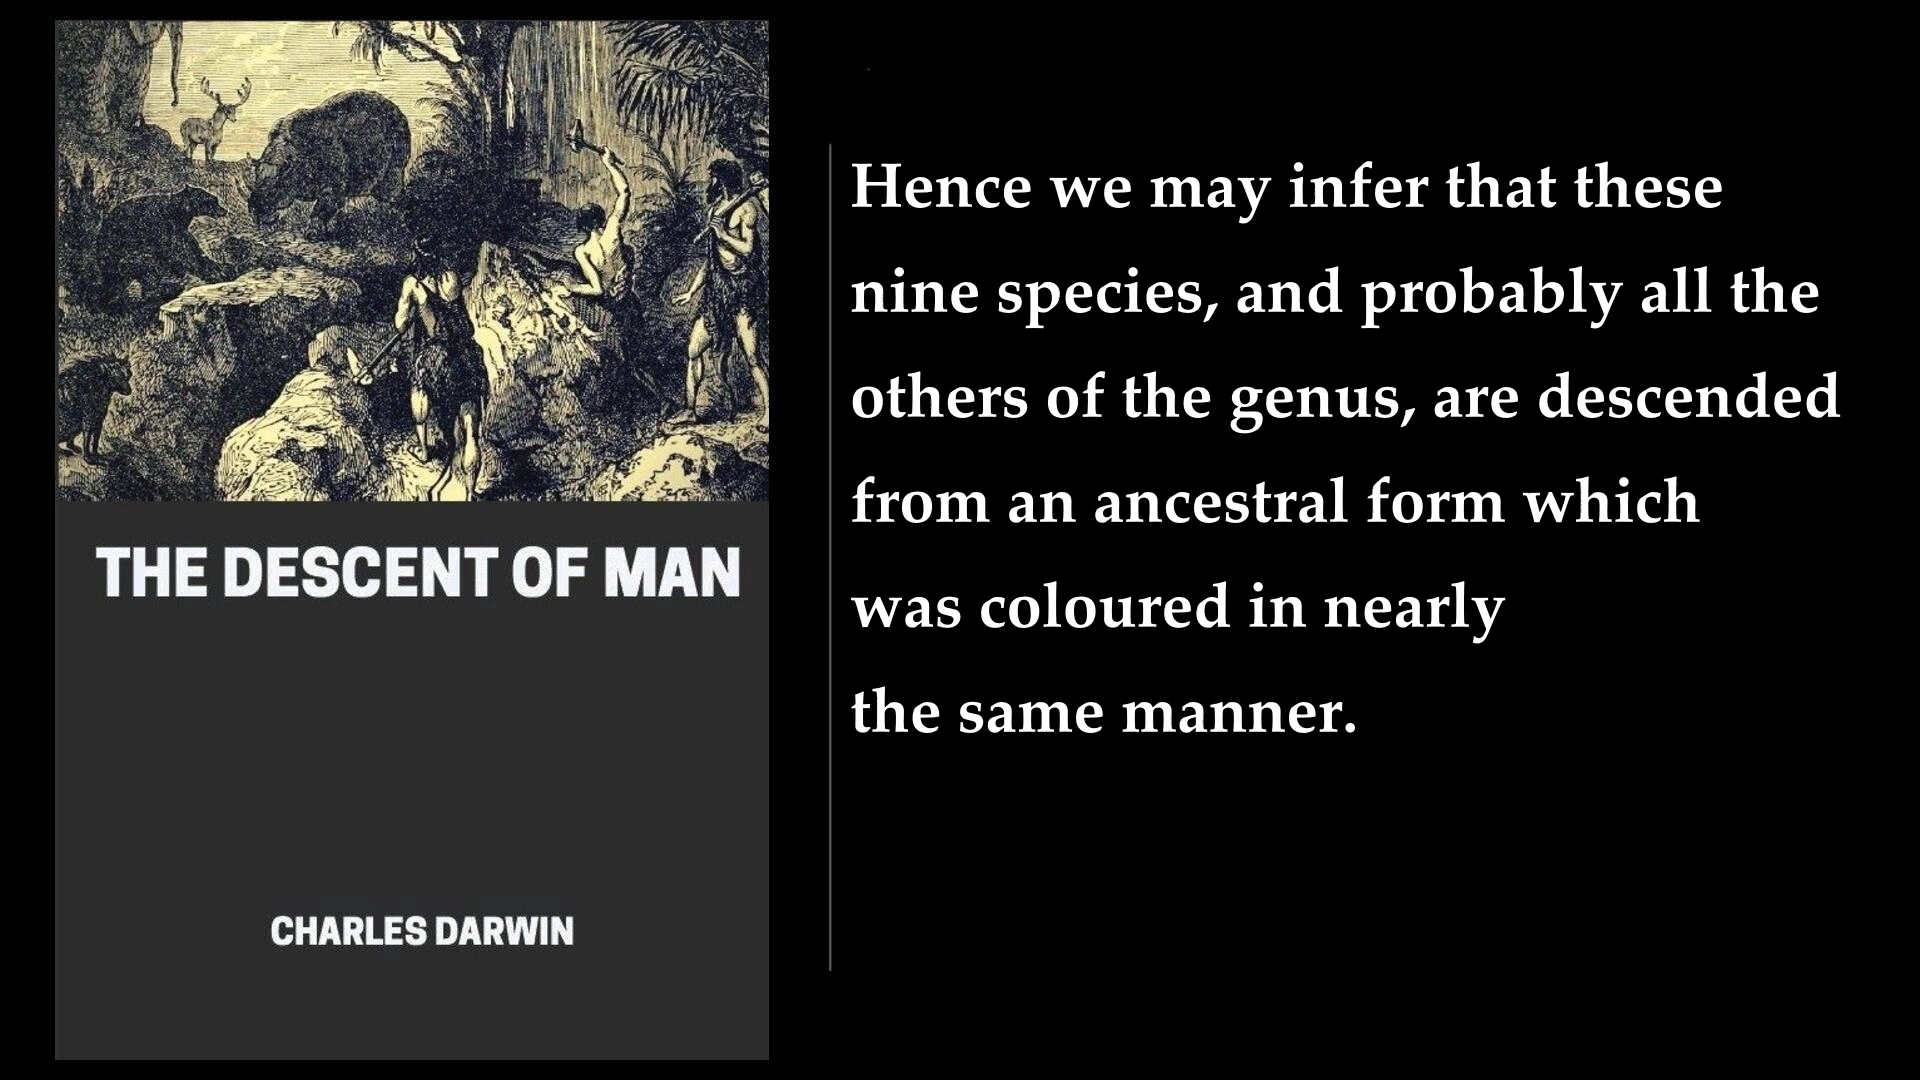 THE DESCENT OF MAN
CHARLES DARWIN
Hence we may infer that these
nine species, and probably all the
others of the genus, are descended
from an ancestral form which
was coloured in nearly
the same manner.